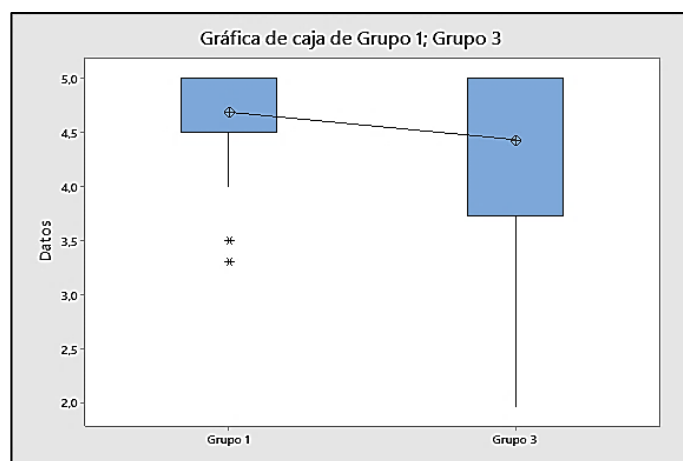 Gráfica de caja de Grupo 1; Grupo 3
5,0
4,5
4,0
3,5
3,0
2,5
2,0
Datos
Grupo 1
Grupo 3